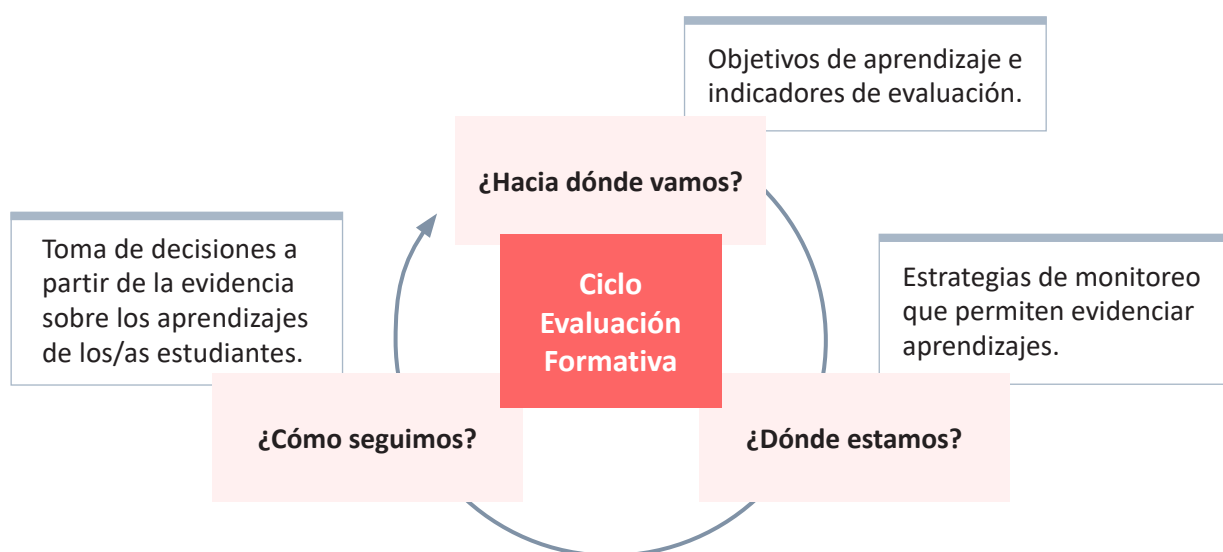 Objetivos de aprendizaje e
indicadores de evaluación.
¿Hacia dónde vamos?
Toma de decisiones a
partir de la evidencia
sobre los aprendizajes
de los/as estudiantes.
Ciclo
Evaluación
Formativa
Estrategias de monitoreo
que permiten evidenciar
aprendizajes.
¿Cómo seguimos?
¿Dónde estamos?